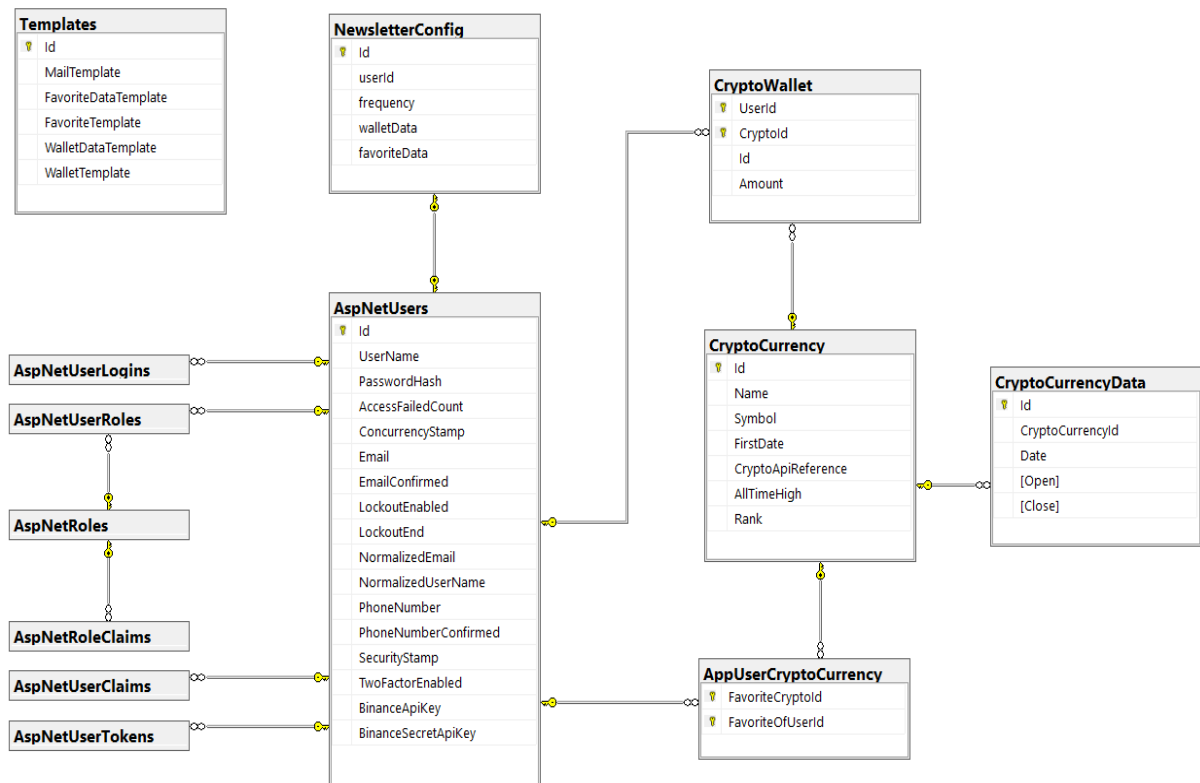 Templates
Id
MailTemplate
FavoriteDataTemplate
FavoriteTemplate
WalletDataTemplate
WalletTemplate
NewsletterConfig
Id
userId
frequency
walletData
favoriteData
CryptoWallet
UserId
CryptoId
Id
Amount
AspNetUsers
Id
UserName
PasswordHash
AccessFailedCount
ConcurrencyStamp
Email
EmailConfirmed
LockoutEnabled
LockoutEnd
NormalizedEmail
NormalizedUserName
PhoneNumber
PhoneNumberConfirmed
SecurityStamp
TwoFactorEnabled
BinanceApiKey
BinanceSecretApiKey
AspNetUserLogins
AspNetUserRoles
AspNetRoles
AspNetRoleClaims
AspNetUserClaims
AspNetUserTokens
CryptoCurrency
Id
Name
Symbol
FirstDate
CryptoApiReference
AllTimeHigh
Rank
CryptoCurrencyData
Id
CryptoCurrencyId
Date
[Open]
[Close]
AppUserCryptoCurrency
FavoriteCryptoId
FavoriteOfUserId